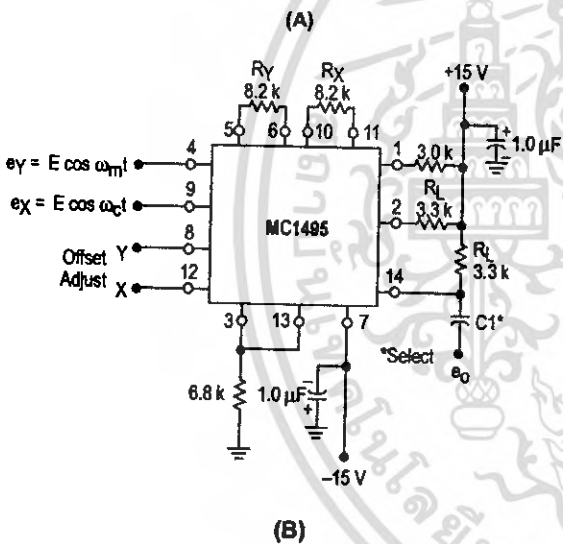 (A)
RY
8.2 k
RX
8.2 k
+15 V
5
6
10
11
1.0 µF
eY = E cos ωmt
4
1
3.0 k
eX = E cos ωct
9
RL
2
3.3 k
MC1495
Offset
Adjust
Y
8
X
12
RL
3.3 k
14
3
13
7
*Select
C1*
eo
6.8 k
1.0 µF
–15 V
(B)